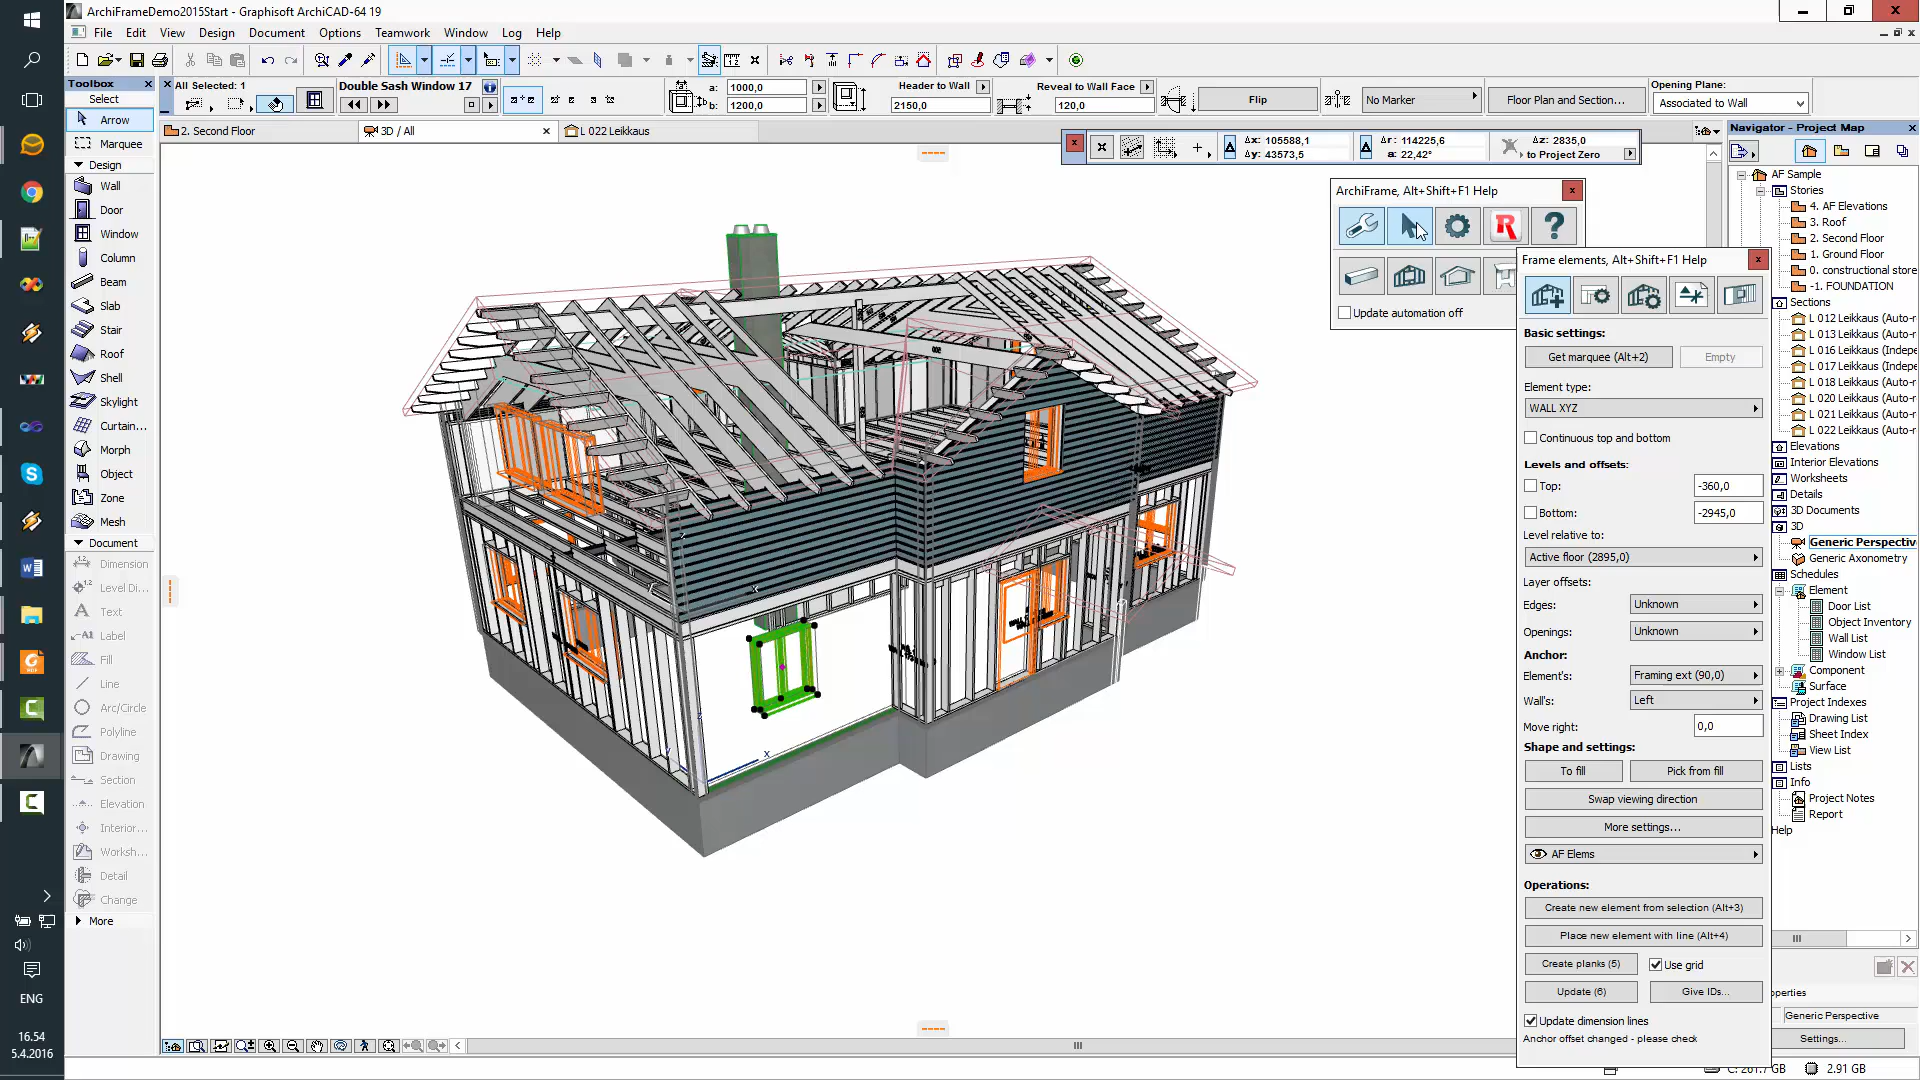 ArchiFrameDemo2015Start - Graphisoft ArchiCAD-64 19
File Edit View Design Document Options Teamwork Window Log Help
Toolbox
Select
Arrow
Marquee
Design
Wall
Door
Window
Column
Beam
Slab
Stair
Roof
Shell
Skylight
Curtain...
Morph
Object
Zone
Mesh
Document
Dimension
Level Di...
Text
Label
Fill
Line
Arc/Circle
Polyline
Drawing
Section
Elevation
Interior...
Worksh...
Detail
Change
More
All Selected: 1
Double Sash Window 17
a: 1000,0
b: 1200,0
Header to Wall
2150,0
Reveal to Wall Face
120,0
Flip
No Marker
Floor Plan and Section...
Opening Plane:
Associated to Wall
2. Second Floor
3D / All
L 022 Leikkaus
Δx: 105588,1
Δy: 43573,5
Δr: 114225,6
a: 22,42°
Δz: 2835,0
to Project Zero
ArchiFrame, Alt+Shift+F1 Help
Update automation off
Frame elements, Alt+Shift+F1 Help
Basic settings:
Get marquee (Alt+2)
Empty
Element type:
WALL XYZ
Continuous top and bottom
Levels and offsets:
Top: -360,0
Bottom: -2945,0
Level relative to:
Active floor (2895,0)
Layer offsets:
Edges: Unknown
Openings: Unknown
Anchor:
Element's: Framing ext (90,0)
Wall's: Left
Move right: 0,0
Shape and settings:
To fill
Pick from fill
Swap viewing direction
More settings...
AF Elems
Operations:
Create new element from selection (Alt+3)
Place new element with line (Alt+4)
Create planks (5)
Use grid
Update (6)
Give IDs...
Update dimension lines
Anchor offset changed - please check
Navigator - Project Map
AF Sample
Stories
4. AF Elevations
3. Roof
2. Second Floor
1. Ground Floor
0. constructional store
-1. FOUNDATION
Sections
L 012 Leikkaus (Auto-r
L 013 Leikkaus (Auto-r
L 016 Leikkaus (Indepe
L 017 Leikkaus (Indepe
L 018 Leikkaus (Auto-r
L 020 Leikkaus (Auto-r
L 021 Leikkaus (Auto-r
L 022 Leikkaus (Auto-r
Elevations
Interior Elevations
Worksheets
Details
3D Documents
3D
Generic Perspectiv
Generic Axonometry
Schedules
Element
Door List
Object Inventory
Wall List
Window List
Component
Surface
Project Indexes
Drawing List
Sheet Index
View List
Lists
Info
Project Notes
Report
Help
operties
Generic Perspective
Settings...
C: 261.7 GB
2.91 GB
x
x
ENG
16.54
5.4.2016